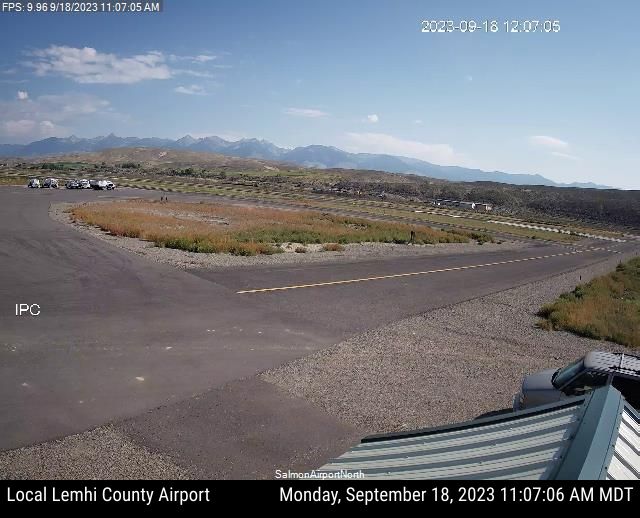 FPS: 9.96 9/18/2023 11:07:05 AM
2023-09-18 12:07:05
IPC
SalmonAirportNorth
Local Lemhi County Airport
Monday, September 18, 2023 11:07:06 AM MDT